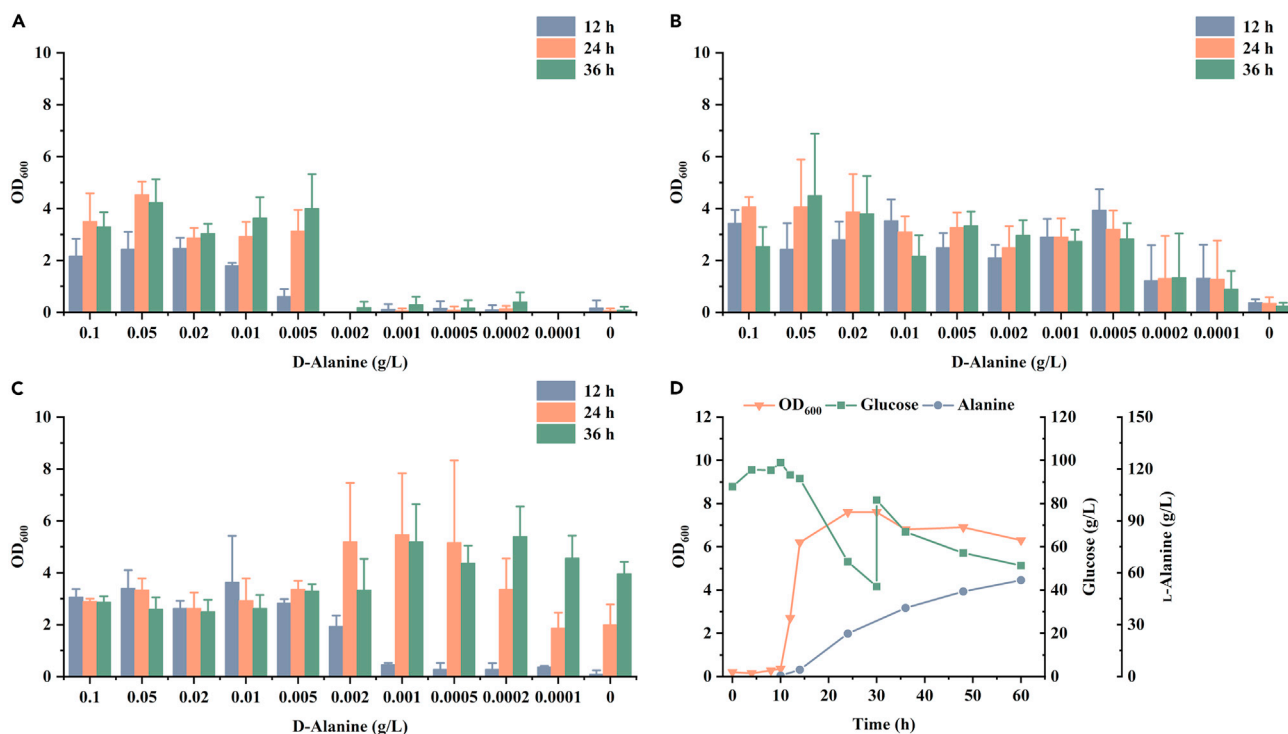 A
12 h
24 h
36 h
10
8
6
4
2
0
OD600
0.1 0.05 0.02 0.01 0.005 0.002 0.001 0.0005 0.0002 0.0001 0
D-Alanine (g/L)
B
12 h
24 h
36 h
10
8
6
4
2
0
OD600
0.1 0.05 0.02 0.01 0.005 0.002 0.001 0.0005 0.0002 0.0001 0
D-Alanine (g/L)
C
12 h
24 h
36 h
10
8
6
4
2
0
OD600
0.1 0.05 0.02 0.01 0.005 0.002 0.001 0.0005 0.0002 0.0001 0
D-Alanine (g/L)
D
OD600 Glucose Alanine
12
10
8
6
4
2
0
OD600
120
100
80
60
40
20
0
Glucose (g/L)
150
120
90
60
30
0
L-Alanine (g/L)
0 10 20 30 40 50 60
Time (h)